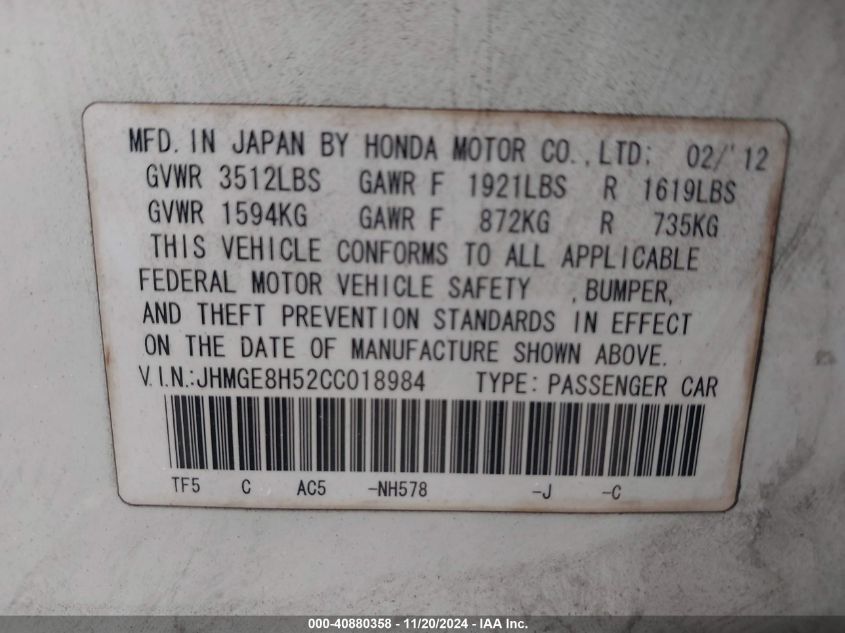 MFD. IN JAPAN BY HONDA MOTOR CO., LTD: 02/'12
GVWR 3512LBS GAWR F 1921LBS R 1619LBS
GVWR 1594KG GAWR F 872KG R 735KG
THIS VEHICLE CONFORMS TO ALL APPLICABLE
FEDERAL MOTOR VEHICLE SAFETY , BUMPER,
AND THEFT PREVENTION STANDARDS IN EFFECT
ON THE DATE OF MANUFACTURE SHOWN ABOVE.
V.I.N.:JHMGE8H52CC018984 TYPE: PASSENGER CAR
TF5 C AC5 -NH578 -J -C
000-40880358 - 11/20/2024 - IAA Inc.